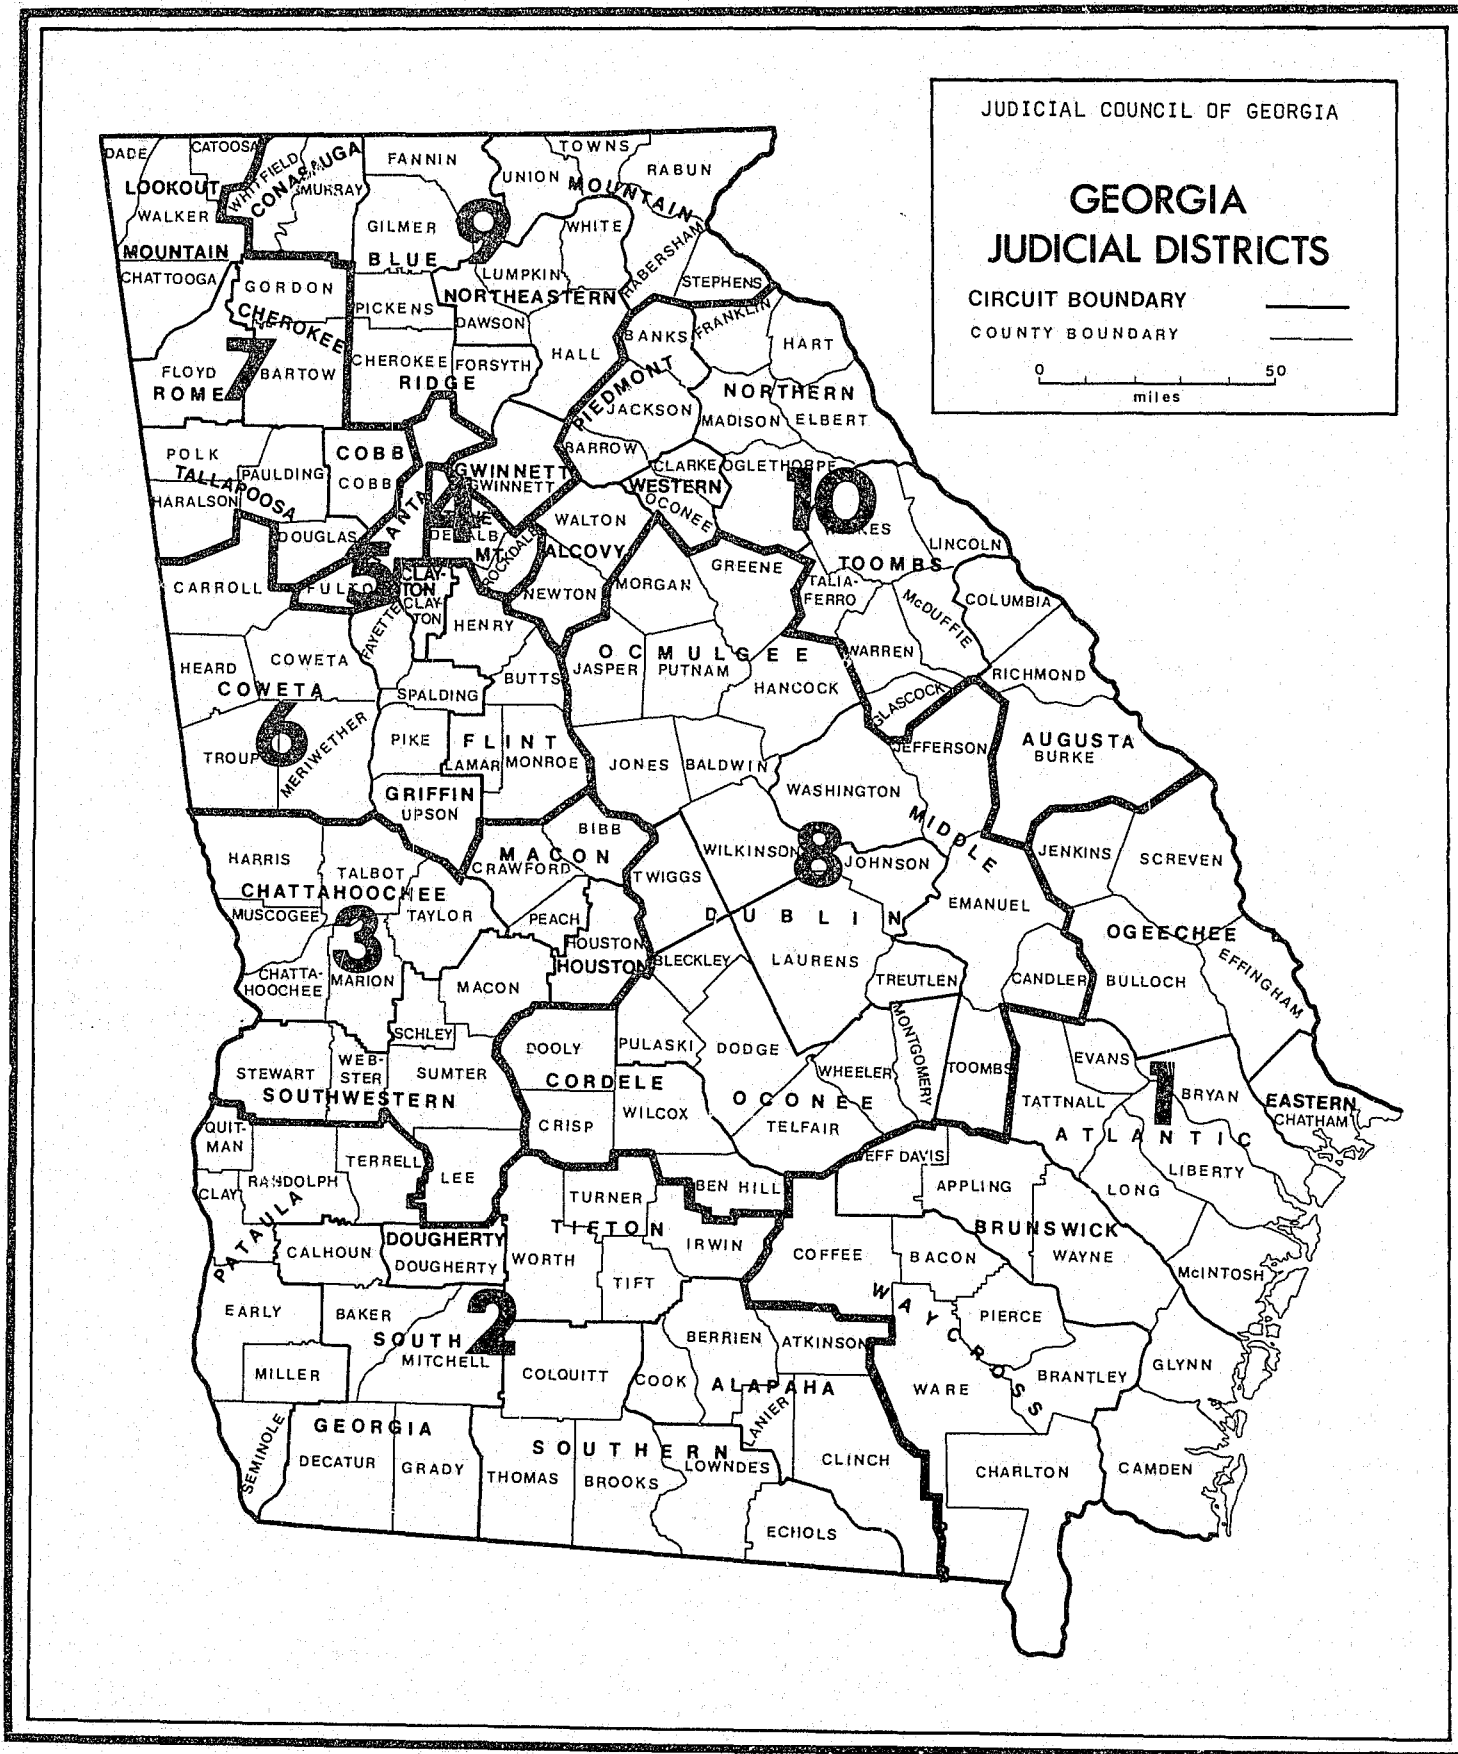 JUDICIAL COUNCIL OF GEORGIA
GEORGIA
JUDICIAL DISTRICTS
CIRCUIT BOUNDARY
COUNTY BOUNDARY
0 50
miles
DADE
CATOOSA
LOOKOUT
WALKER
MOUNTAIN
CHATTOOGA
WHITFIELD
CONASAUGA
MURRAY
FANNIN
GILMER
BLUE
9
UNION
TOWNS
MOUNTAIN
RABUN
WHITE
HABERSHAM
STEPHENS
LUMPKIN
NORTHEASTERN
GORDON
CHEROKEE
PICKENS
DAWSON
HALL
7
FLOYD
ROME
BARTOW
CHEROKEE
FORSYTH
RIDGE
BANKS
FRANKLIN
HART
PIEDMONT
JACKSON
NORTHERN
MADISON
ELBERT
BARROW
POLK
TALLAPOOSA
PAULDING
HARALSON
COBB
COBB
GWINNETT
GWINNETT
4
CLARKE
OGLETHORPE
WESTERN
OCONEE
10
LINCOLN
TOOMBS
DOUGLAS
MT.
ROCKDALE
WALTON
ALCOVY
NEWTON
MORGAN
GREENE
TALIA-
FERRO
McDUFFIE
COLUMBIA
CARROLL
5
CLAY-
TON
CLAY-
TON
FAYETTE
HENRY
WARREN
RICHMOND
HEARD
COWETA
COWETA
SPALDING
BUTTS
OCMULGEE
JASPER
PUTNAM
HANCOCK
GLASCOCK
6
TROUP
MERIWETHER
PIKE
FLINT
LAMAR
MONROE
GRIFFIN
UPSON
JONES
BALDWIN
WASHINGTON
JEFFERSON
AUGUSTA
BURKE
MIDDLE
HARRIS
TALBOT
CHATTAHOOCHEE
MUSCOGEE
TAYLOR
BIBB
MACON
CRAWFORD
TWIGGS
WILKINSON
8
JOHNSON
JENKINS
SCREVEN
3
PEACH
HOUSTON
HOUSTON
DUBLIN
EMANUEL
OGEECHEE
CHATTA-
HOOCHEE
MARION
MACON
BLECKLEY
LAURENS
TREUTLEN
CANDLER
BULLOCH
EFFINGHAM
SCHLEY
STEWART
WEB-
STER
SUMTER
SOUTHWESTERN
DOOLY
PULASKI
DODGE
CORDELE
CRISP
WILCOX
WHEELER
MONTGOMERY
TOOMBS
OCONEE
TELFAIR
EVANS
TATTNALL
1
BRYAN
EASTERN
CHATHAM
ATLANTIC
LIBERTY
LONG
QUIT-
MAN
TERRELL
LEE
RANDOLPH
CLAY
PATAULA
TURNER
BEN HILL
JEFF DAVIS
APPLING
TIFTON
DOUGHERTY
DOUGHERTY
CALHOUN
WORTH
IRWIN
TIFT
COFFEE
BACON
BRUNSWICK
WAYNE
McINTOSH
EARLY
BAKER
2
SOUTH
MITCHELL
MILLER
COLQUITT
BERRIEN
ATKINSON
COOK
ALAPAHA
LANIER
WAYCROSS
PIERCE
WARE
BRANTLEY
GLYNN
GEORGIA
SEMINOLE
DECATUR
GRADY
SOUTHERN
THOMAS
BROOKS
LOWNDES
CLINCH
ECHOLS
CHARLTON
CAMDEN